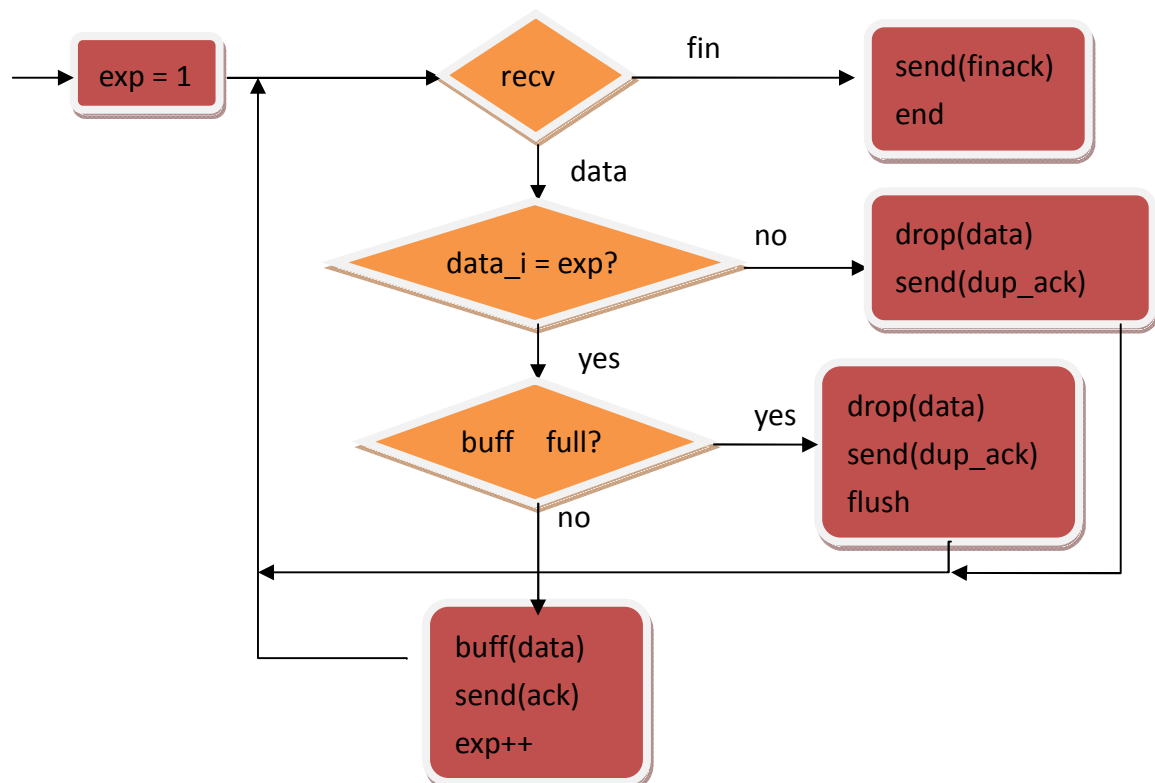 exp = 1
recv
fin
send(finack)
end
data
data_i = exp?
no
drop(data)
send(dup_ack)
yes
buff full?
yes
drop(data)
send(dup_ack)
flush
no
buff(data)
send(ack)
exp++